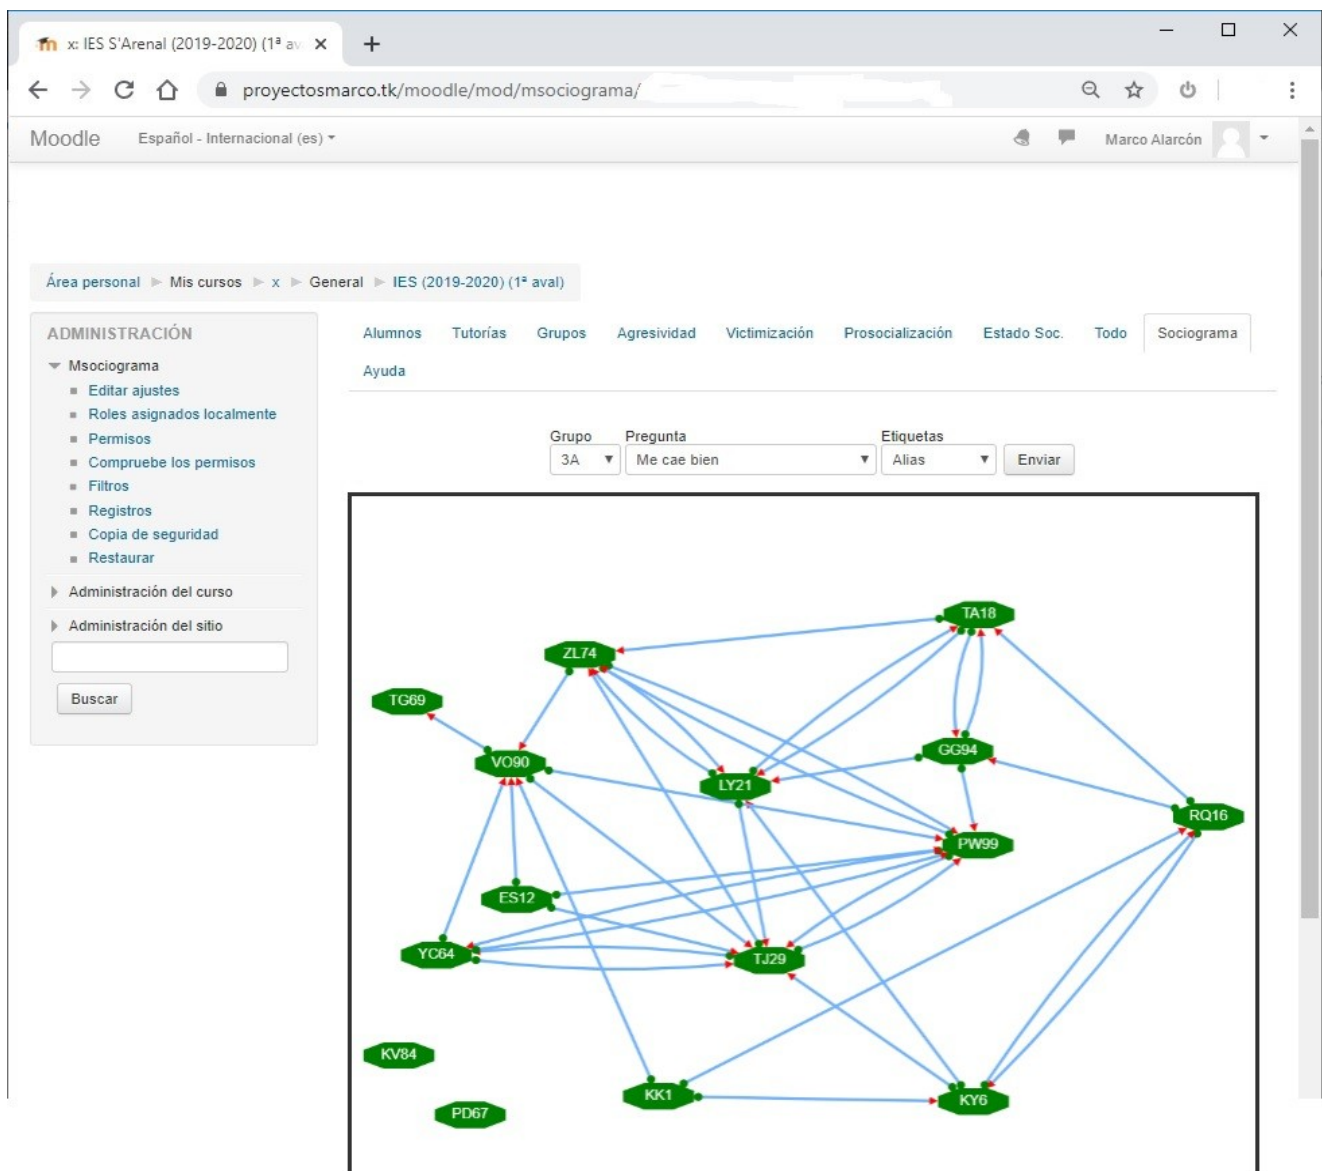 x: IES S'Arenal (2019-2020) (1ª av
proyectosmarco.tk/moodle/mod/msociograma/
Moodle Español - Internacional (es) Marco Alarcón
Área personal Mis cursos x General IES (2019-2020) (1ª aval)
ADMINISTRACIÓN
Msociograma
Editar ajustes
Roles asignados localmente
Permisos
Compruebe los permisos
Filtros
Registros
Copia de seguridad
Restaurar
Administración del curso
Administración del sitio
Buscar
Alumnos Tutorías Grupos Agresividad Victimización Prosocialización Estado Soc. Todo Sociograma
Ayuda
Grupo Pregunta Etiquetas
3A Me cae bien Alias Enviar
TA18
ZL74
TG69
GG94
VO90
LY21
RQ16
PW99
ES12
YC64
TJ29
KV84
KK1
KY6
PD67